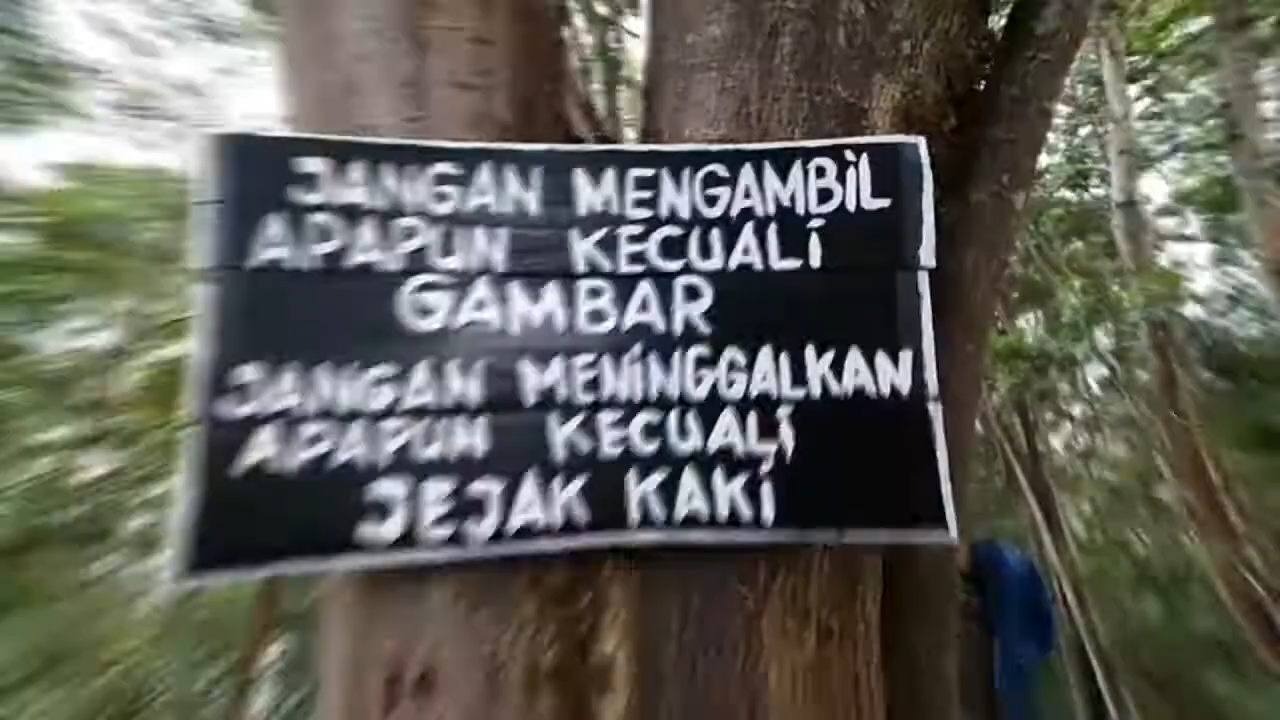 JANGAN MENGAMBiL
APAPUN KECUALi
GAMBAR
JANGAN MENiNGGALKAN
APAPUN KECUALi
JEJAK KAKi